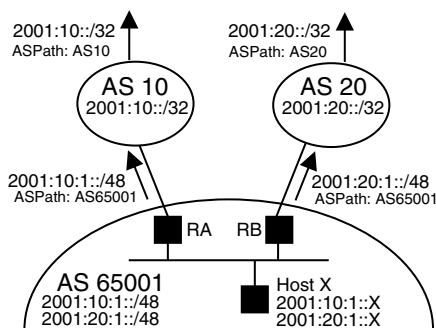 2001:10::/32
ASPath: AS10
2001:20::/32
ASPath: AS20
AS 10
2001:10::/32
AS 20
2001:20::/32
2001:10:1::/48
ASPath: AS65001
2001:20:1::/48
ASPath: AS65001
RA
RB
AS 65001
2001:10:1::/48
2001:20:1::/48
Host X
2001:10:1::X
2001:20:1::X